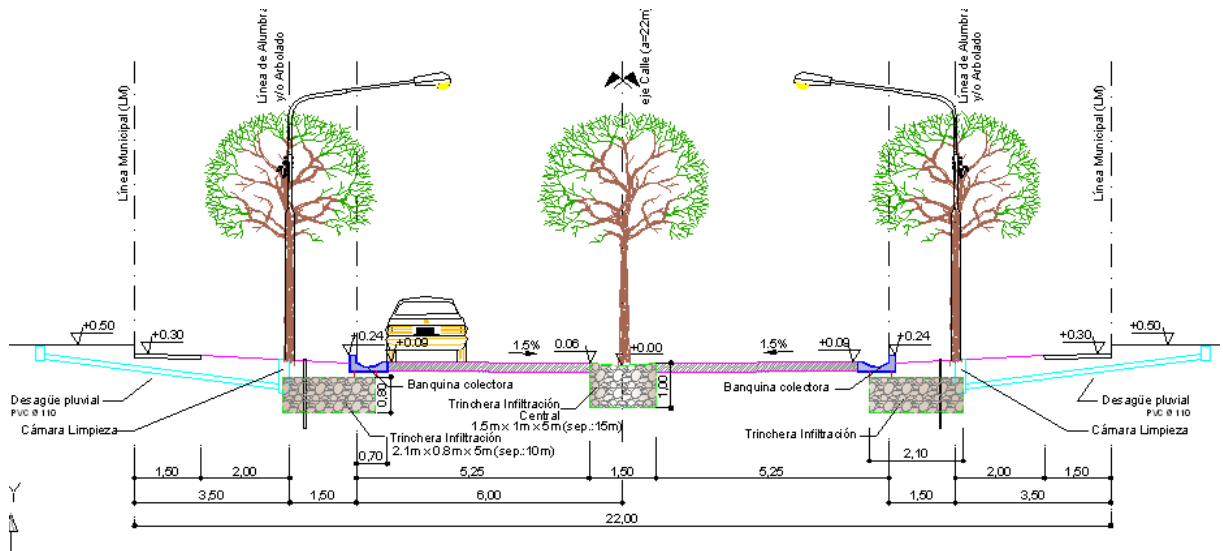 Línea Municipal (LM)
Línea de Alumbra
y/o Arbolado
eje Calle (a=22m)
Línea de Alumbra
y/o Arbolado
Línea Municipal (LM)
+0.50
+0.30
+0.24
+0.09
1.5%
0.06
+0.00
1.5%
+0.09
+0.24
+0.30
+0.50
Desagüe pluvial
PVC Ø 110
Cámara Limpieza
0,80
Banquina colectora
Trinchera Infiltración
Central
1.5m x 1m x 5m (sep.:15m)
1,00
Trinchera Infiltración
2.1m x 0.8m x 5m (sep.:10m)
Banquina colectora
Trinchera Infiltración
Desagüe pluvial
PVC Ø 110
Cámara Limpieza
0,70
2,10
1,50
2,00
5,25
1,50
5,25
2,00
1,50
3,50
1,50
6,00
1,50
3,50
22,00
Y